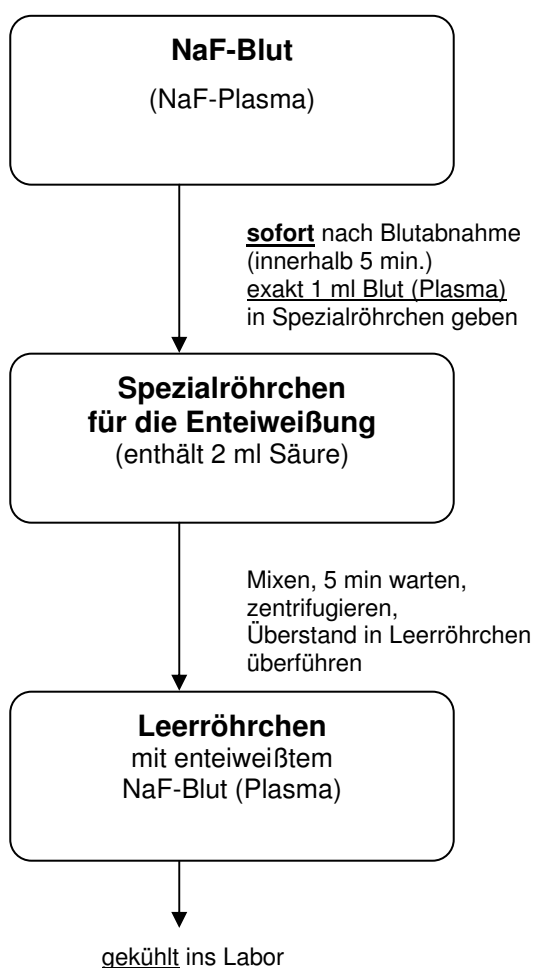 NaF-Blut
(NaF-Plasma)
sofort nach Blutabnahme
(innerhalb 5 min.)
exakt 1 ml Blut (Plasma)
in Spezialröhrchen geben
Spezialröhrchen
für die Enteiweißung
(enthält 2 ml Säure)
Mixen, 5 min warten,
zentrifugieren,
Überstand in Leerröhrchen
überführen
Leerröhrchen
mit enteiweißtem
NaF-Blut (Plasma)
gekühlt ins Labor